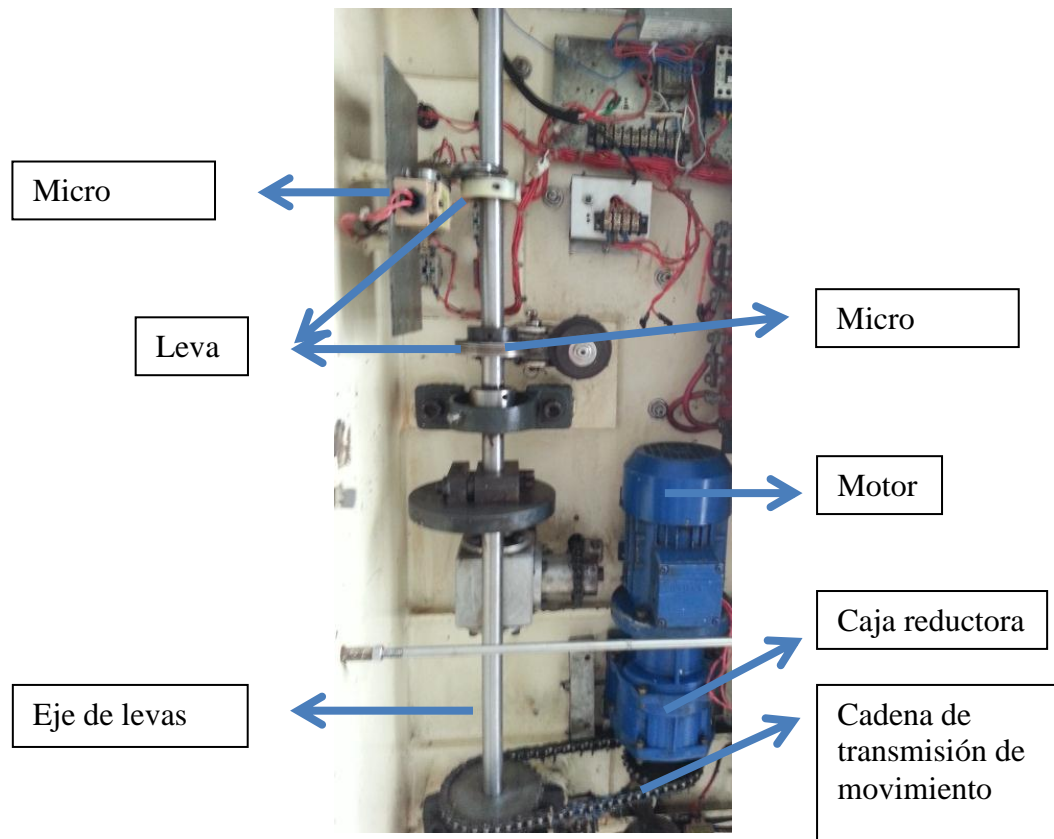 Micro
Leva
Micro
Motor
Caja reductora
Eje de levas
Cadena de
transmisión de
movimiento